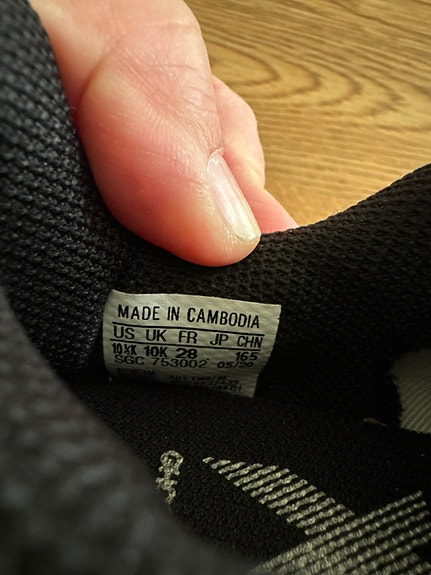 MADE IN CAMBODIA
US UK FR JP CHN
10½K 10K 28 165
SGC 753002 05/20